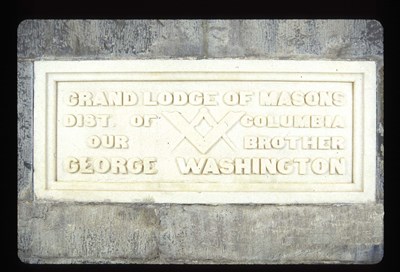 GRAND LODGE OF MASONS
DIST. OF COLUMBIA
OUR BROTHER
GEORGE WASHINGTON